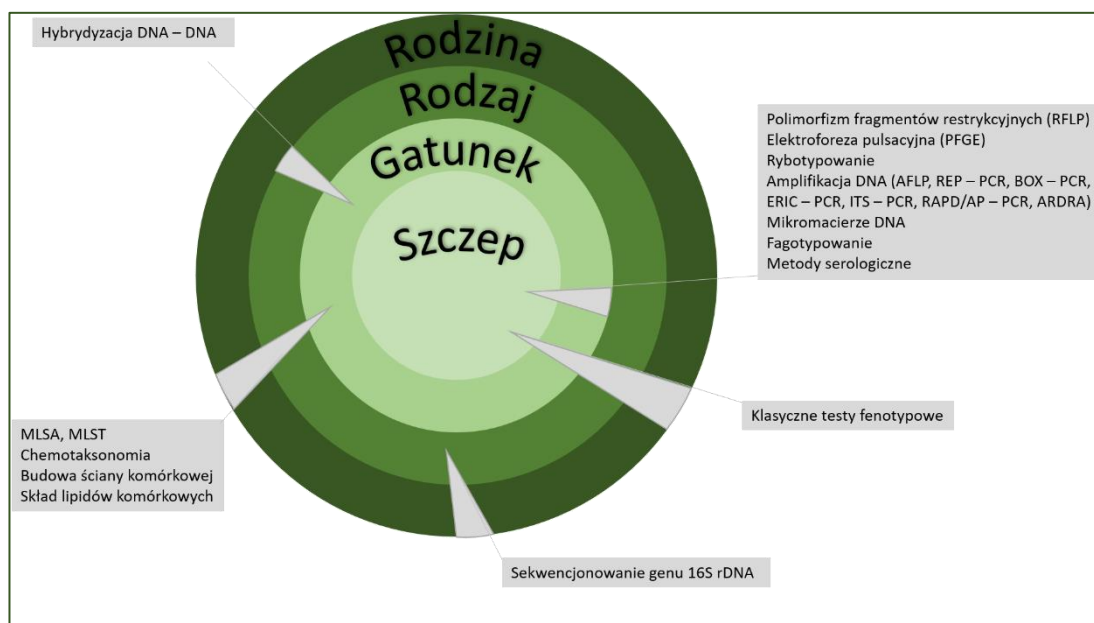 Hybrydyzacja DNA – DNA
Rodzina
Rodzaj
Gatunek
Szczep
Polimorfizm fragmentów restrykcyjnych (RFLP)
Elektroforeza pulsacyjna (PFGE)
Rybotypowanie
Amplifikacja DNA (AFLP, REP – PCR, BOX – PCR,
ERIC – PCR, ITS – PCR, RAPD/AP – PCR, ARDRA)
Mikromacierze DNA
Fagotypowanie
Metody serologiczne
Klasyczne testy fenotypowe
MLSA, MLST
Chemotaksonomia
Budowa ściany komórkowej
Skład lipidów komórkowych
Sekwencjonowanie genu 16S rDNA